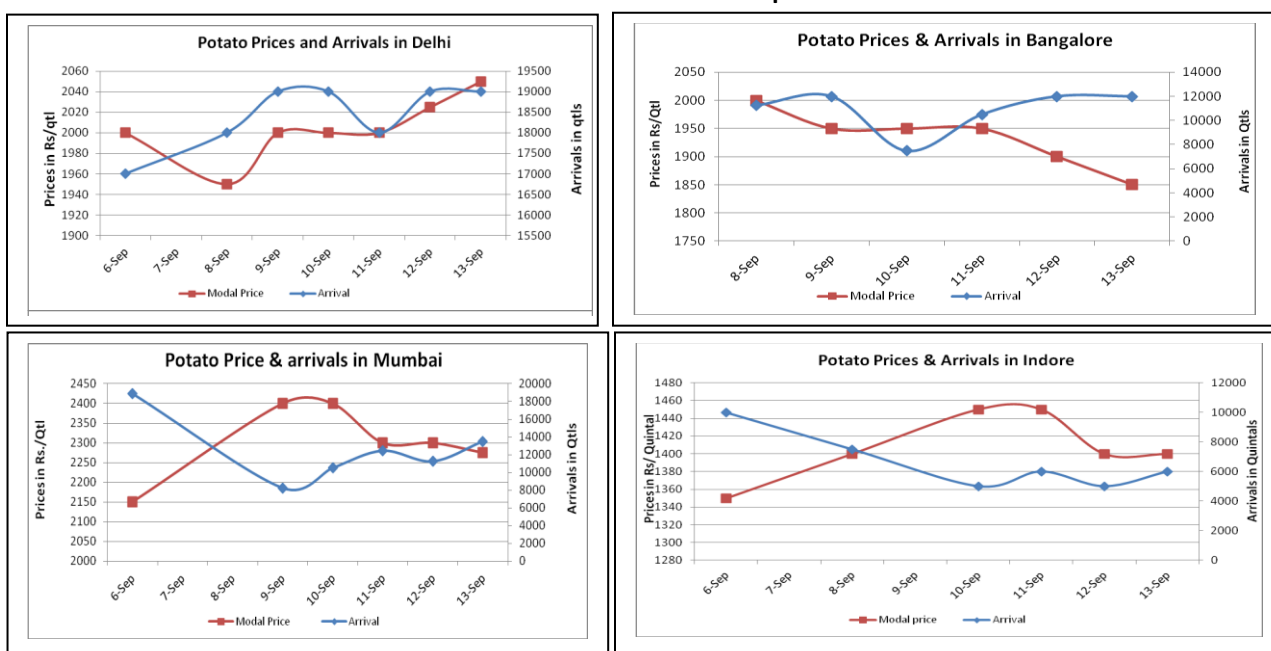 Potato Prices and Arrivals in Delhi
Prices in Rs/qtl
2060
2040
2020
2000
1980
1960
1940
1920
1900
19500
19000
18500
18000
17500
17000
16500
16000
15500
Arrivals in qtls
6-Sep
7-Sep
8-Sep
9-Sep
10-Sep
11-Sep
12-Sep
13-Sep
Modal Price
Arrival
Potato Prices & Arrivals in Bangalore
Prices in Rs/Qtl
2050
2000
1950
1900
1850
1800
1750
14000
12000
10000
8000
6000
4000
2000
0
Arrivals in Qtls
8-Sep
9-Sep
10-Sep
11-Sep
12-Sep
13-Sep
Modal Price
Arrival
Potato Price & arrivals in Mumbai
Prices in Rs./Qtl
2450
2400
2350
2300
2250
2200
2150
2100
2050
2000
20000
18000
16000
14000
12000
10000
8000
6000
4000
2000
0
Arrivals in Qtls
6-Sep
7-Sep
8-Sep
9-Sep
10-Sep
11-Sep
12-Sep
13-Sep
Modal Price
Arrival
Potato Prices & Arrivals in Indore
Prices in Rs/ Quintal
1480
1460
1440
1420
1400
1380
1360
1340
1320
1300
1280
12000
10000
8000
6000
4000
2000
0
Arrivals in Quintals
6-Sep
7-Sep
8-Sep
9-Sep
10-Sep
11-Sep
12-Sep
13-Sep
Modal price
Arrival